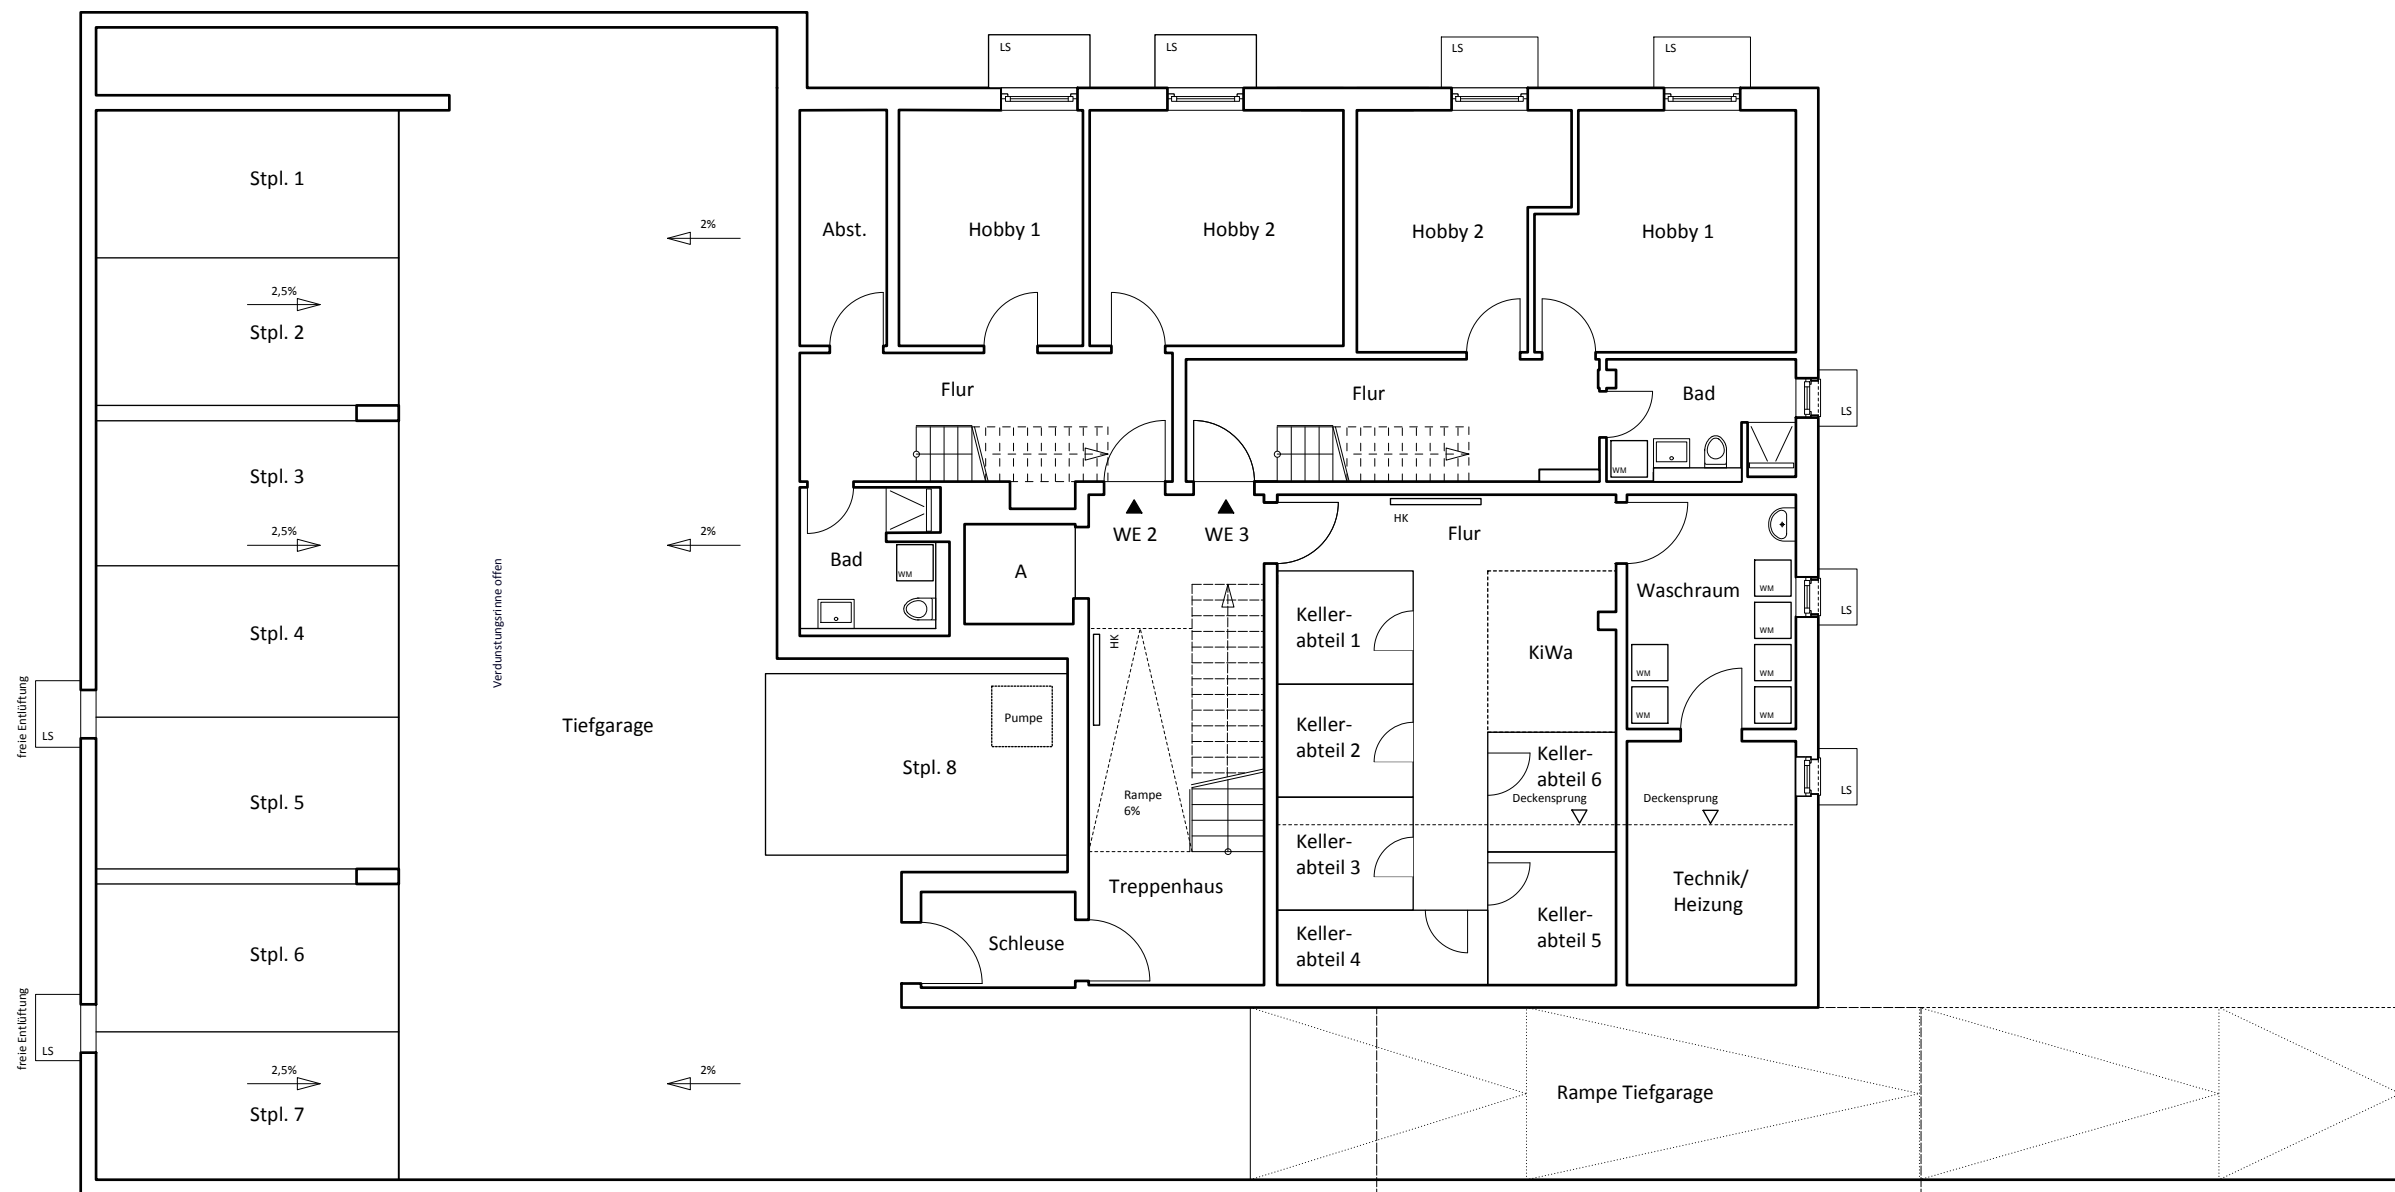 LS
LS
LS
LS
Stpl. 1
2%
Abst.
Hobby 1
Hobby 2
Hobby 2
Hobby 1
2,5%
Stpl. 2
Flur
Flur
Bad
LS
WM
Stpl. 3
2,5%
2%
WE 2
WE 3
HK
Flur
Bad
WM
A
Verdunstungsrinne offen
Waschraum
WM
LS
WM
WM
WM
WM
WM
Keller-
abteil 1
HK
KiWa
Stpl. 4
freie Entlüftung
LS
Tiefgarage
Pumpe
Stpl. 8
Keller-
abteil 2
Keller-
abteil 6
Deckensprung
Deckensprung
LS
Rampe
6%
Stpl. 5
Keller-
abteil 3
Treppenhaus
Technik/
Heizung
Stpl. 6
Schleuse
Keller-
abteil 4
Keller-
abteil 5
freie Entlüftung
LS
2,5%
2%
Stpl. 7
Rampe Tiefgarage